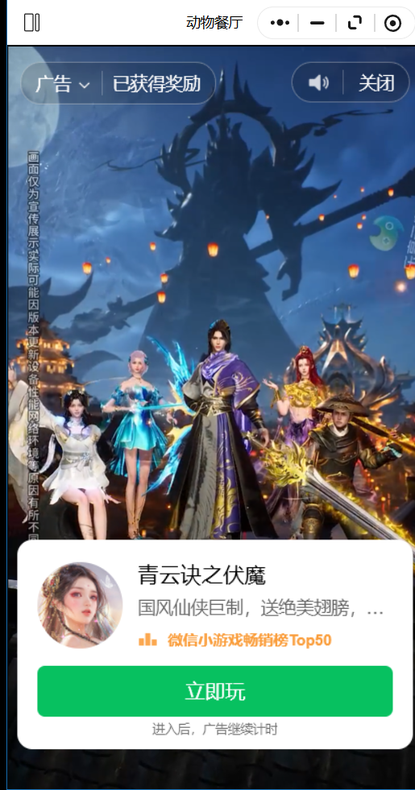 动物餐厅
广告
已获得奖励
关闭
画面仅为宣传展示实际可能因版本更新设备性能网络环境等原因有所不同
青云诀之伏魔
国风仙侠巨制，送绝美翅膀，...
微信小游戏畅销榜Top50
立即玩
进入后，广告继续计时